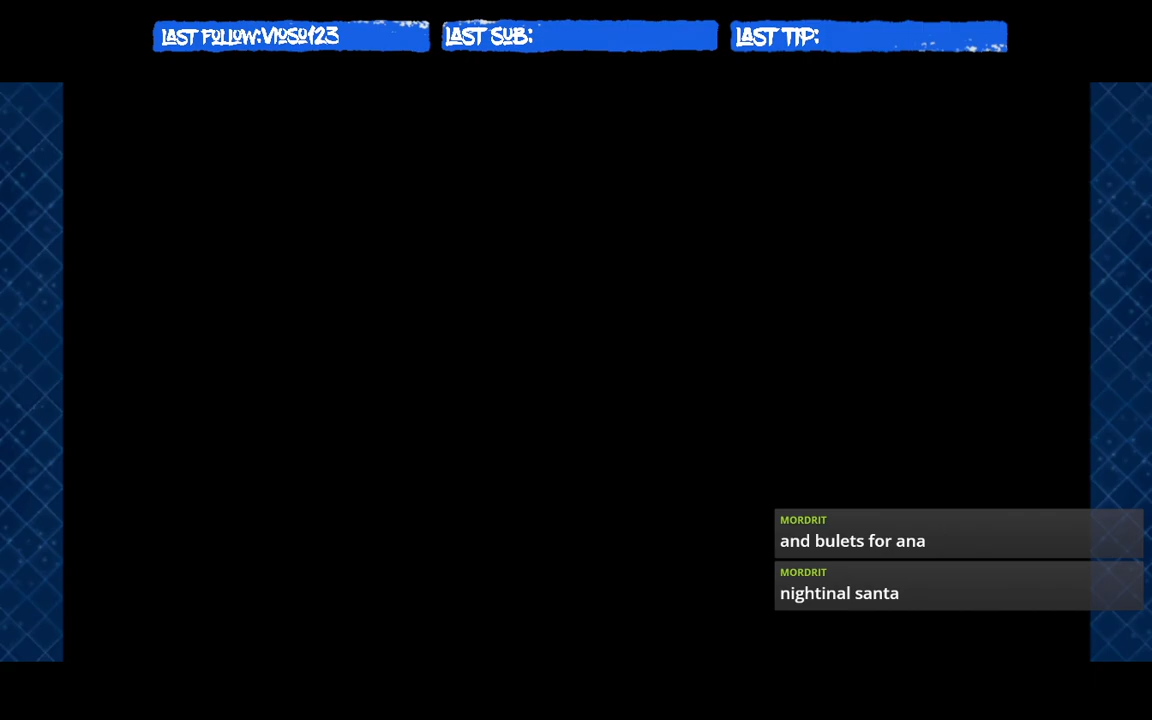 LAST FOLLOW:VIOSO123
LAST SUB:
LAST TIP:
MORDRIT
and bulets for ana
MORDRIT
nightinal santa